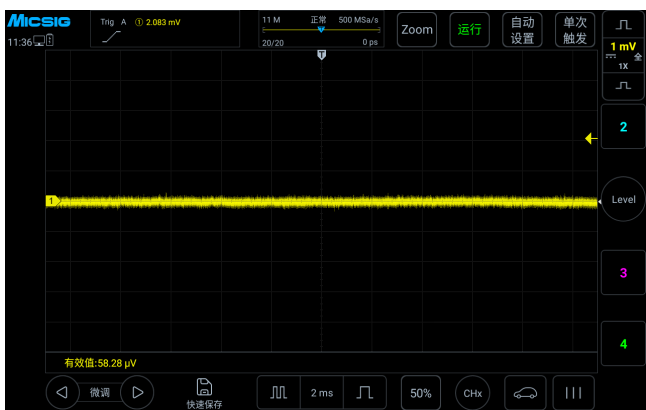 MICSIG
11:36
Trig A ① 2.083 mV
11 M 正常 500 MSa/s
20/20 0 ps
Zoom
运行
自动
设置
单次
触发
T
1 mV
全
1X
2
1
Level
3
4
有效值:58.28 μV
微调
快速保存
2 ms
50%
CHx